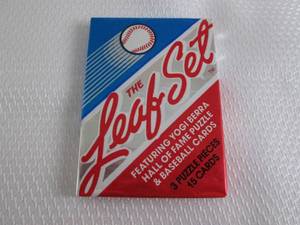 THE
Leaf Set
FEATURING YOGI BERRA
HALL OF FAME PUZZLE
& BASEBALL CARDS
3 PUZZLE PIECES
15 CARDS